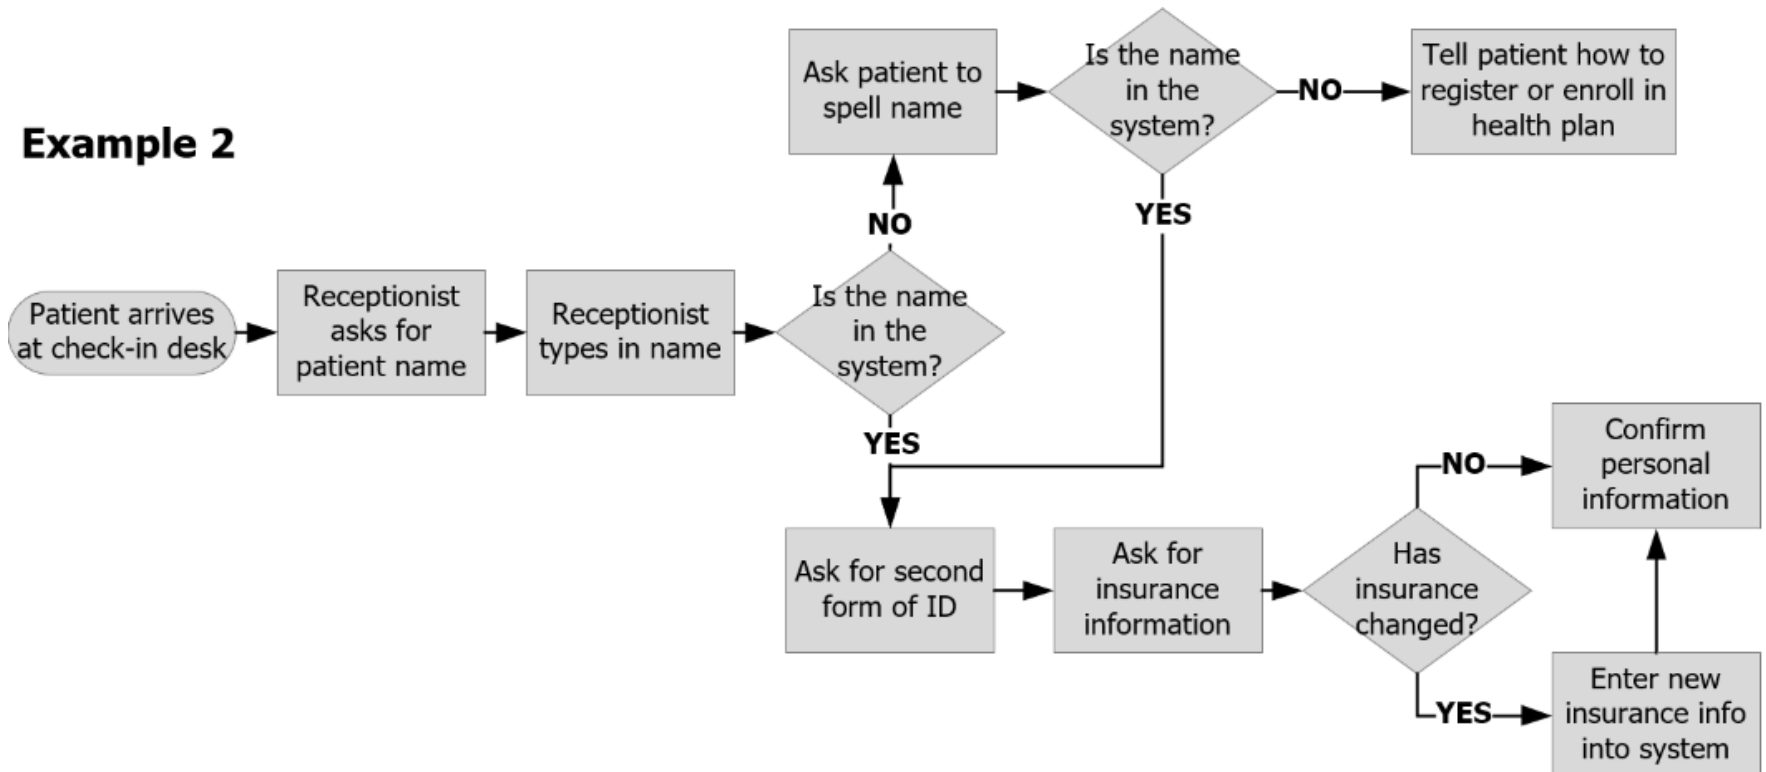 Example 2
Patient arrives
at check-in desk
Receptionist
asks for
patient name
Receptionist
types in name
Is the name
in the
system?
NO
Ask patient to
spell name
Is the name
in the
system?
NO
Tell patient how to
register or enroll in
health plan
YES
YES
Ask for second
form of ID
Ask for
insurance
information
Has
insurance
changed?
NO
Confirm
personal
information
YES
Enter new
insurance info
into system